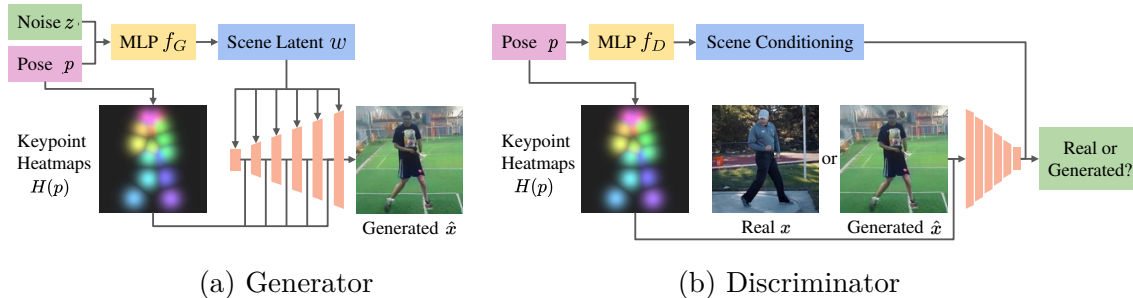 Noise z
Pose p
MLP f_G
Scene Latent w
Keypoint
Heatmaps
H(p)
Generated x̂
(a) Generator
Pose p
MLP f_D
Scene Conditioning
Keypoint
Heatmaps
H(p)
or
Real x
Generated x̂
Real or
Generated?
(b) Discriminator